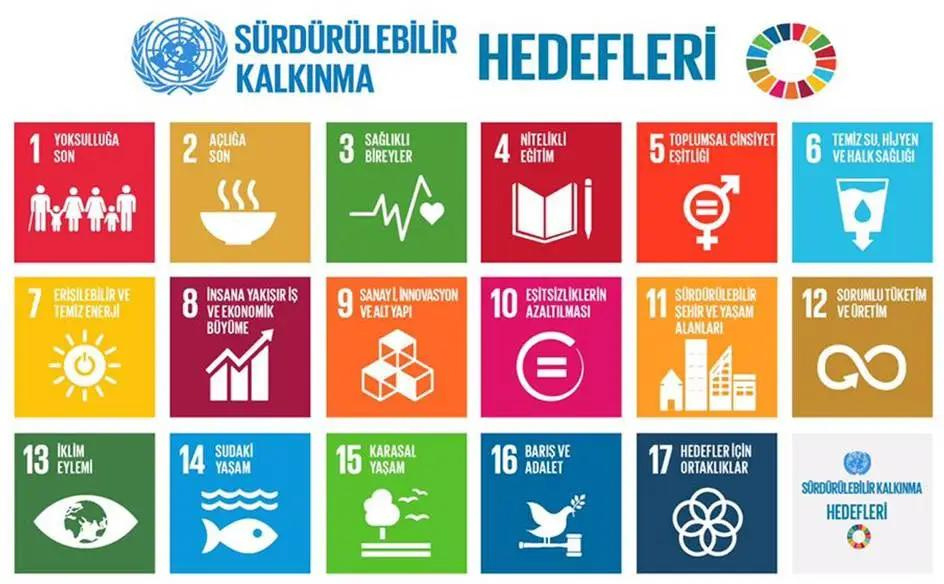 SÜRDÜRÜLEBİLİR
KALKINMA
HEDEFLERİ
1 YOKSULLUĞA
SON
2 AÇLIĞA
SON
3 SAĞLIKLI
BİREYLER
4 NİTELİKLİ
EĞİTİM
5 TOPLUMSAL CİNSİYET
EŞİTLİĞİ
6 TEMİZ SU, HİJYEN
VE HALK SAĞLIĞI
7 ERİŞİLEBİLİR VE
TEMİZ ENERJİ
8 İNSANA YAKIŞIR İŞ
VE EKONOMİK
BÜYÜME
9 SANAYİ, İNNOVASYON
VE ALT YAPI
10 EŞİTSİZLİKLERİN
AZALTILMASI
11 SÜRDÜRÜLEBİLİR
ŞEHİR VE YAŞAM
ALANLARI
12 SORUMLU TÜKETİM
VE ÜRETİM
13 İKLİM
EYLEMİ
14 SUDAKİ
YAŞAM
15 KARASAL
YAŞAM
16 BARIŞ VE
ADALET
17 HEDEFLER İÇİN
ORTAKLIKLAR
SÜRDÜRÜLEBİLİR KALKINMA
HEDEFLERİ